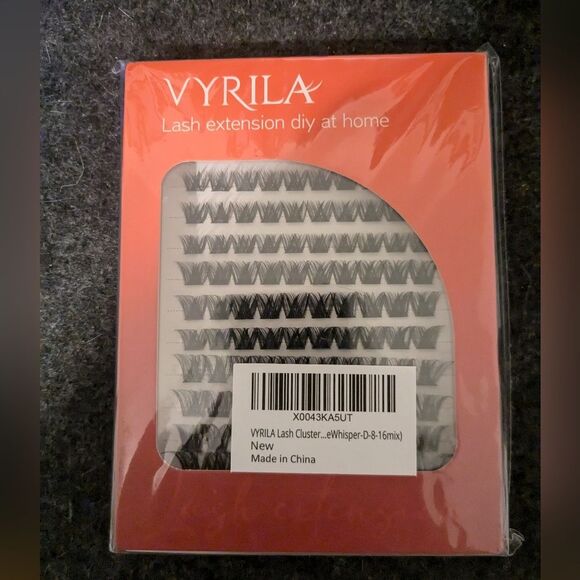 VYRILA
Lash extension diy at home
X0043KA5UT
VYRILA Lash Cluster...eWhisper-D-8-16mix)
New
Made in China